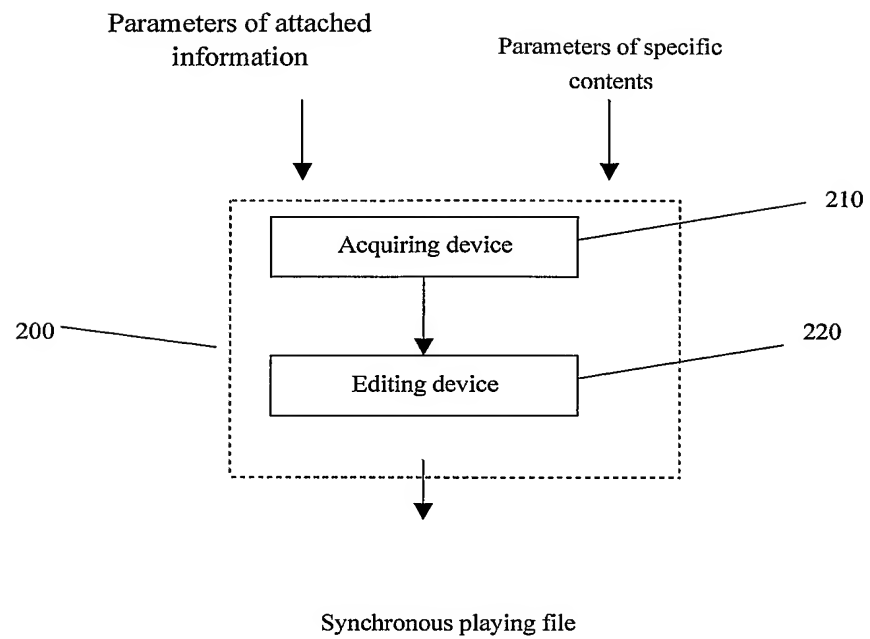 Parameters of attached
information
Parameters of specific
contents
210
Acquiring device
200
220
Editing device
Synchronous playing file